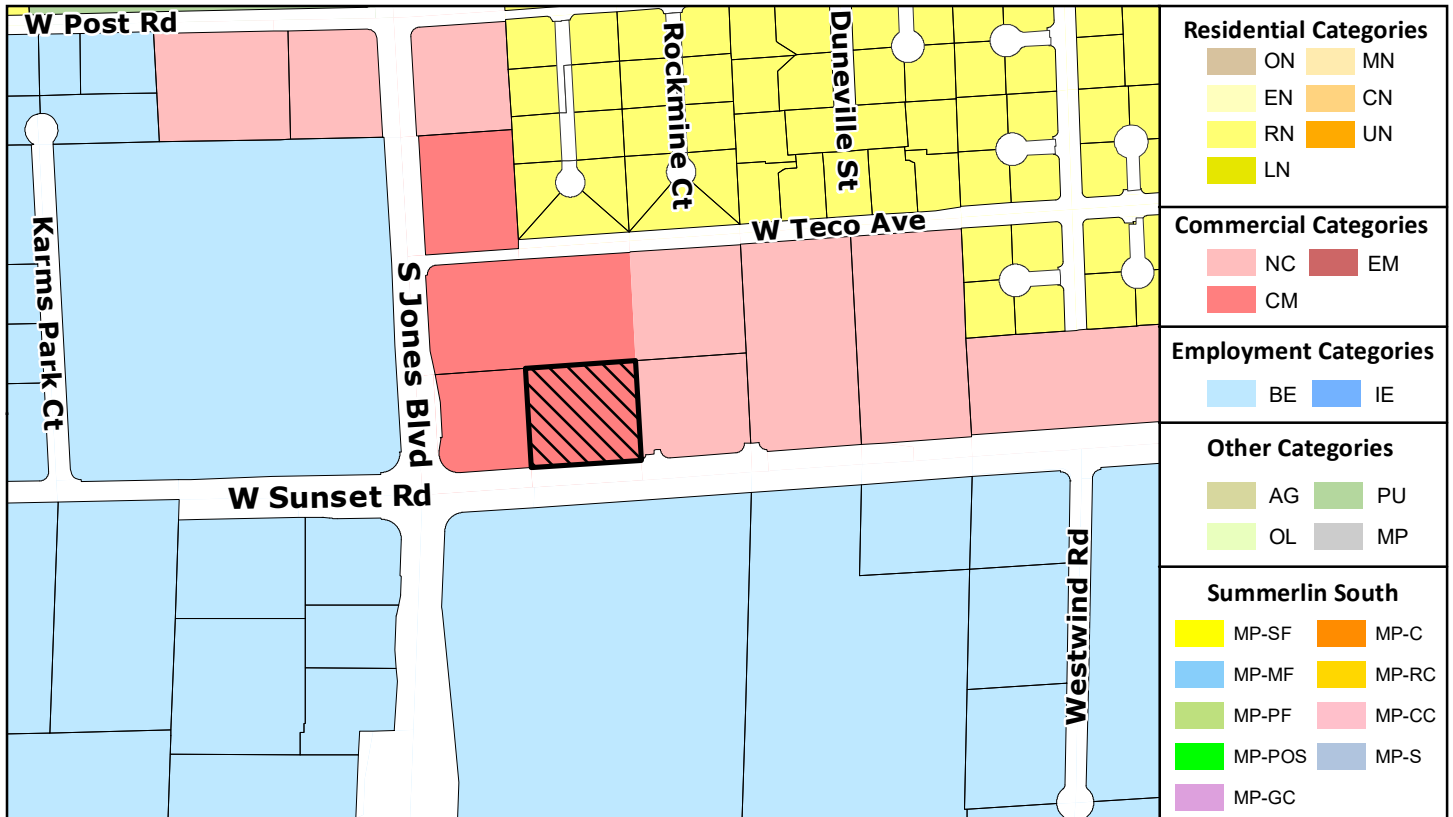 W Post Rd
Rockmine Ct
Duneville St
W Teco Ave
Karms Park Ct
S Jones Blvd
W Sunset Rd
Westwind Rd
Residential Categories
ON MN
EN CN
RN UN
LN
Commercial Categories
NC EM
CM
Employment Categories
BE IE
Other Categories
AG PU
OL MP
Summerlin South
MP-SF MP-C
MP-MF MP-RC
MP-PF MP-CC
MP-POS MP-S
MP-GC